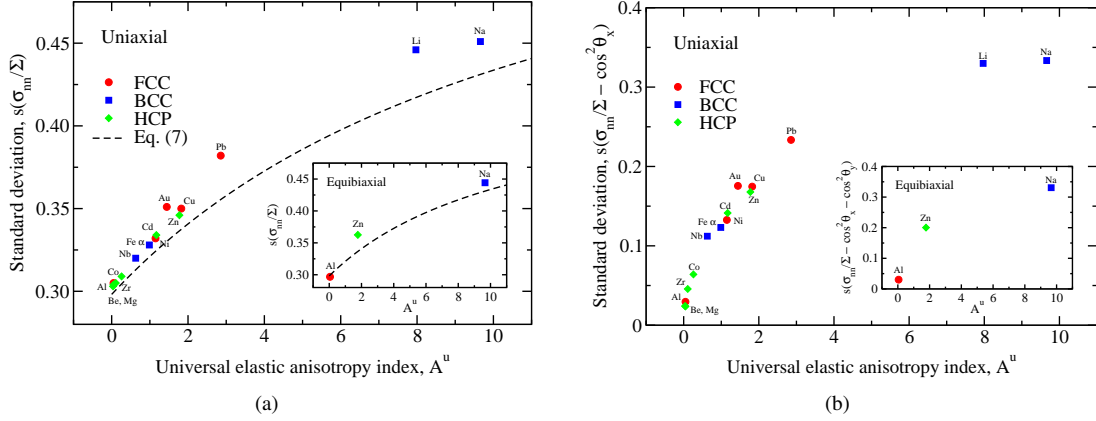 Standard deviation, s(σnn/Σ)
0.45
0.40
0.35
0.30
0 2 4 6 8 10
Universal elastic anisotropy index, A^u
Uniaxial
FCC
BCC
HCP
Eq. (7)
Li
Na
Pb
Au
Cu
Zn
Cd
Ni
Fe α
Nb
Co
Al
Zr
Be, Mg
Equibiaxial
s(σnn/Σ)
0.45
0.40
0.35
0.30
0 2 4 6 8 10
A^u
Na
Zn
Al
(a)
Standard deviation, s(σnn/Σ − cos²θx)
0.4
0.3
0.2
0.1
0
0 2 4 6 8 10
Universal elastic anisotropy index, A^u
Uniaxial
FCC
BCC
HCP
Li
Na
Pb
Au
Cu
Zn
Cd
Ni
Fe α
Nb
Co
Zr
Al
Be, Mg
Equibiaxial
s(σnn/Σ − cos²θx − cos²θy)
0.4
0.3
0.2
0.1
0
0 2 4 6 8 10
A^u
Na
Zn
Al
(b)